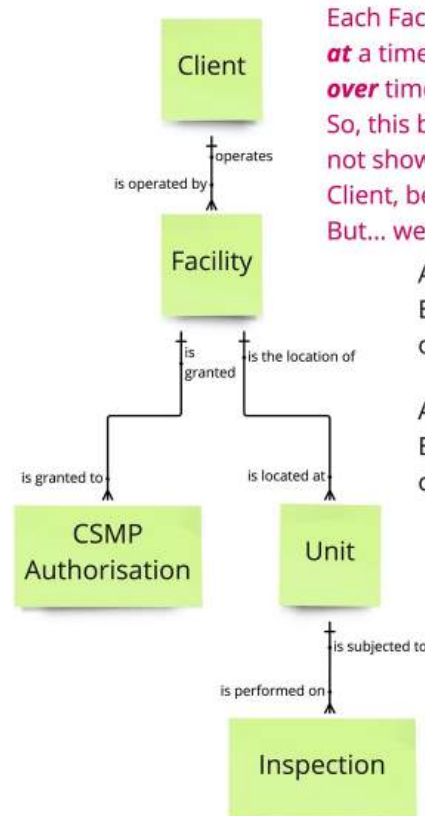 Client
Each Fac
at a time
over time
So, this b
not show
Client, be
But... we
operates
is operated by
Facility
is
granted
is the location of
is granted to
is located at
CSMP
Authorisation
Unit
is subjected to
is performed on
Inspection